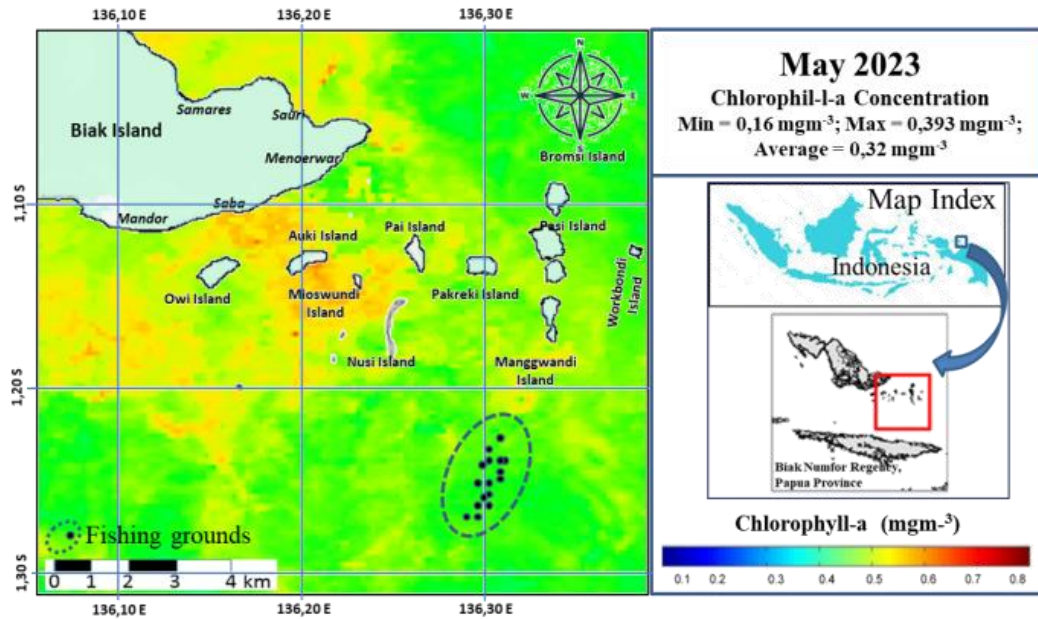 136,10 E 136,20 E 136,30 E
N
W E
S
Samares
Sauri
Biak Island
Menoerwar
Bromsi Island
Saba
Mandor
1,10S
Auki Island
Pai Island
Pasi Island
Owi Island
Mioswundi
Island
Pakreki Island
Workbondi
Island
Nusi Island
Manggwandi
Island
1,20 S
Fishing grounds
0 1 2 3 4 km
1,30 S
136,10 E 136,20 E 136,30 E
May 2023
Chlorophil-l-a Concentration
Min = 0,16 mgm-³; Max = 0,393 mgm-³;
Average = 0,32 mgm-³
Map Index
Indonesia
Biak Numfor Regency,
Papua Province
Chlorophyll-a (mgm-³)
0.1 0.2 0.3 0.4 0.5 0.6 0.7 0.8